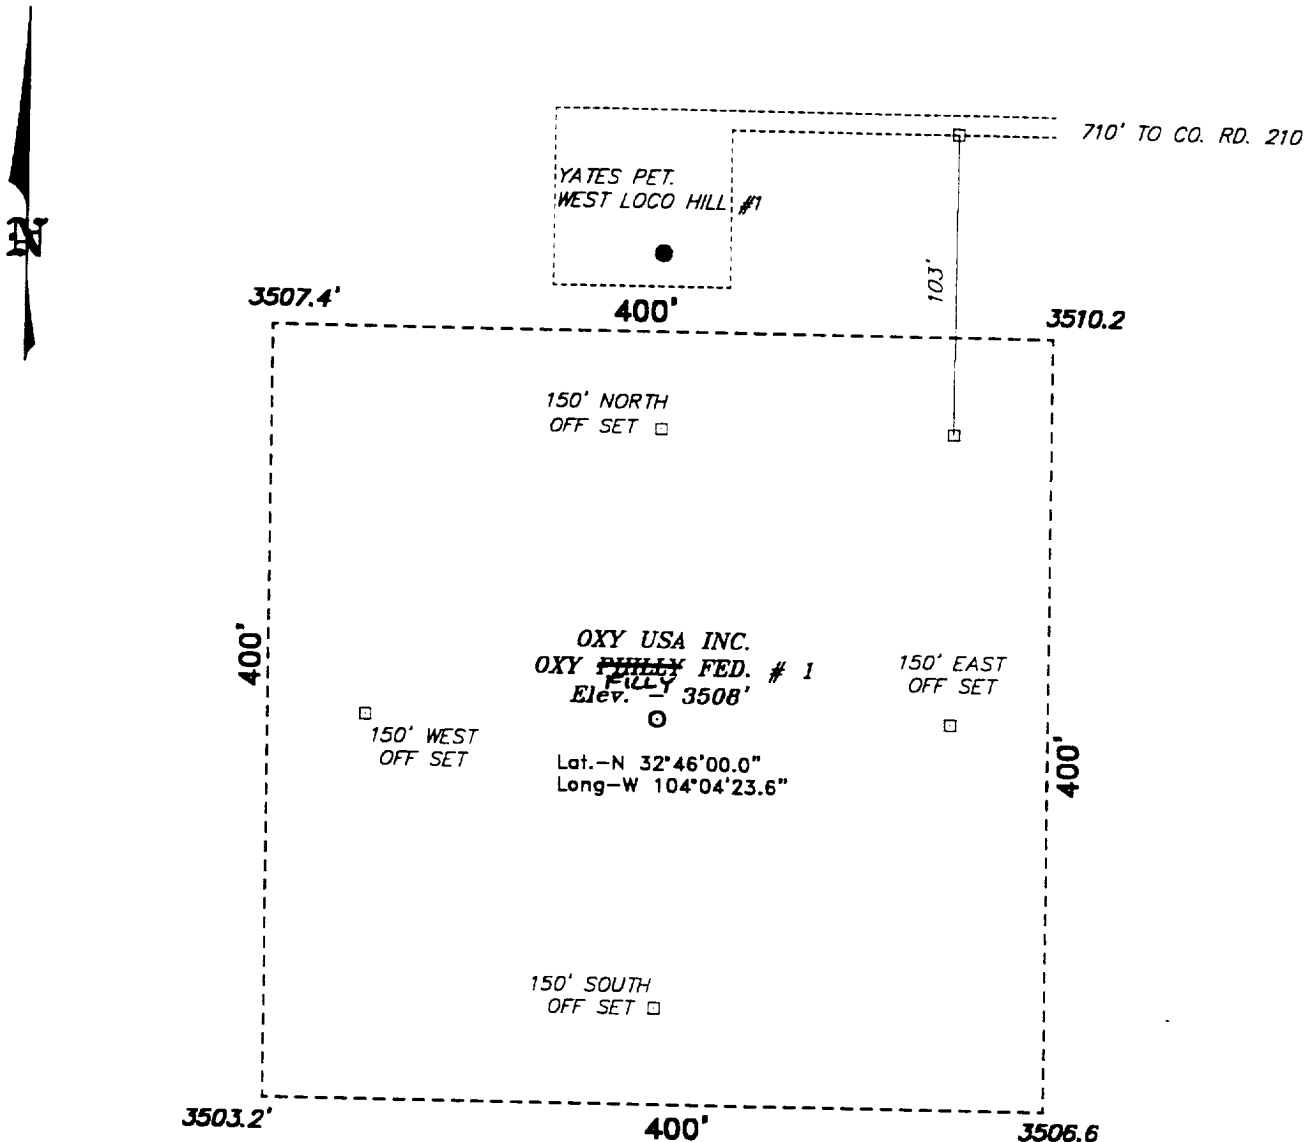 710' TO CO. RD. 210
YATES PET.
WEST LOCO HILL #1
N
103'
3507.4'
400'
3510.2
150' NORTH
OFF SET
400'
OXY USA INC.
OXY PHILLY FED. # 1
FILLY
Elev. - 3508'
150' EAST
OFF SET
150' WEST
OFF SET
Lat.-N 32°46'00.0"
Long-W 104°04'23.6"
400'
150' SOUTH
OFF SET
3503.2'
400'
3506.6